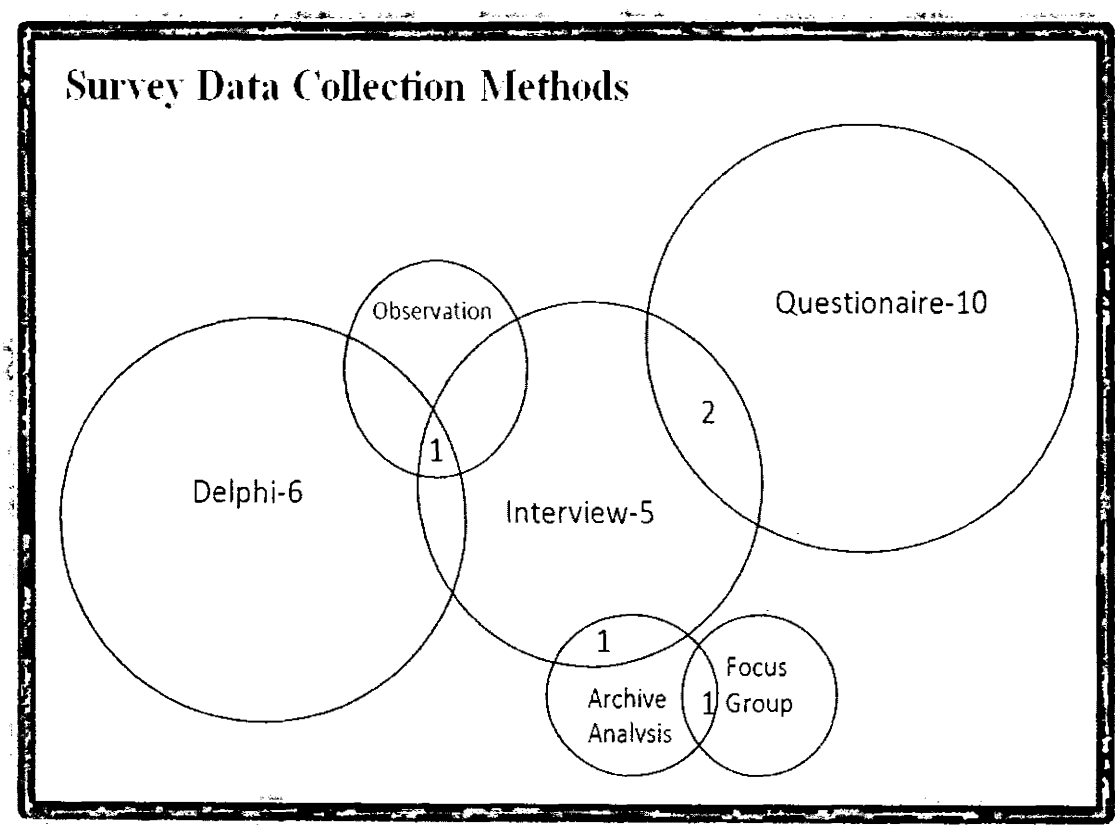 Survey Data Collection Methods
Observation
Questionaire-10
2
1
Delphi-6
Interview-5
1
Focus
Archive
1 Group
Analysis